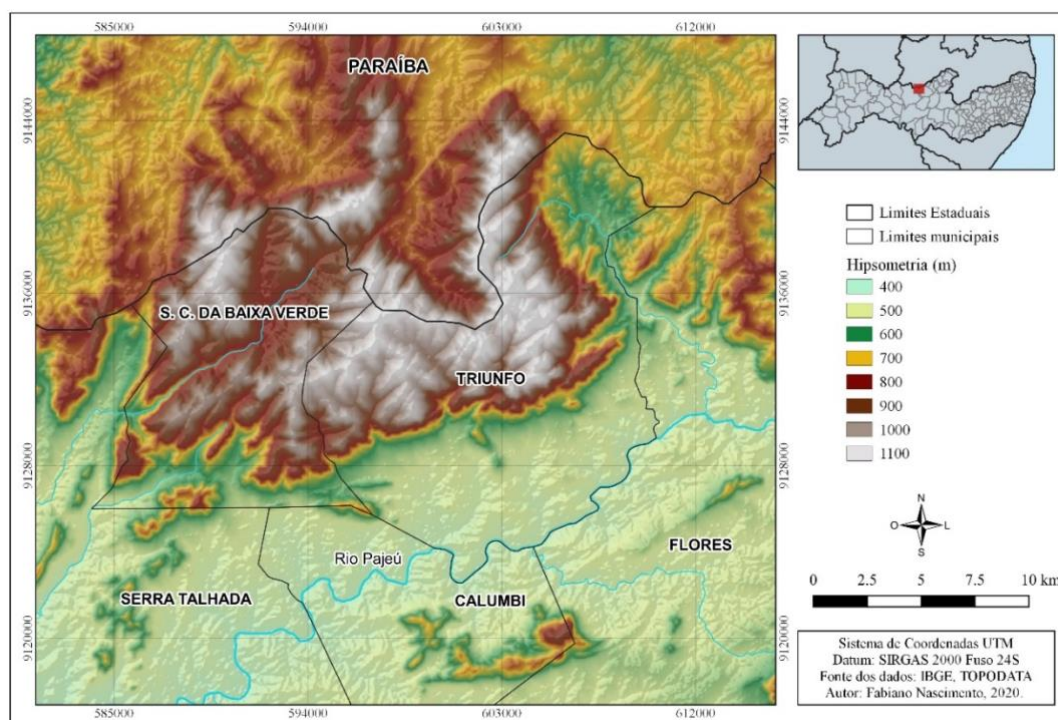 585000 594000 603000 612000
PARAÍBA
9144000 9144000
9136000 9136000
S. C. DA BAIXA VERDE
TRIUNFO
9128000 9128000
Rio Pajeú
FLORES
SERRA TALHADA
CALUMBI
9120000 9120000
585000 594000 603000 612000
Limites Estaduais
Limites municipais
Hipsometria (m)
400
500
600
700
800
900
1000
1100
N
O L
S
0 2.5 5 7.5 10 km
Sistema de Coordenadas UTM
Datum: SIRGAS 2000 Fuso 24S
Fonte dos dados: IBGE, TOPODATA
Autor: Fabiano Nascimento, 2020.